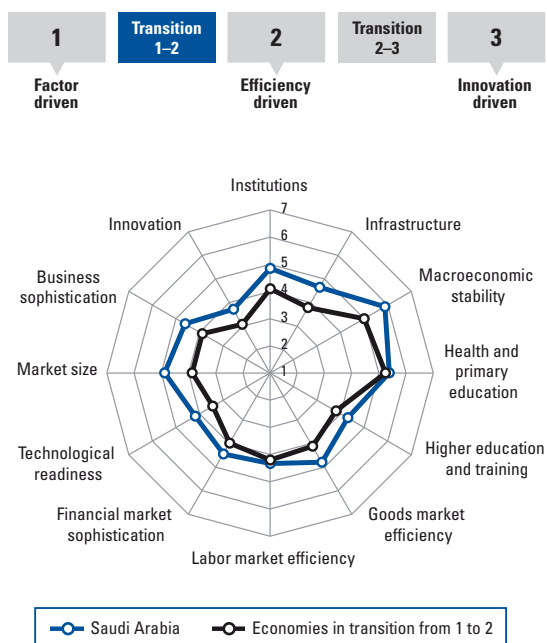 1
Transition
1–2
2
Transition
2–3
3
Factor
driven
Efficiency
driven
Innovation
driven
Institutions
7
6
5
4
3
2
1
Infrastructure
Macroeconomic
stability
Health and
primary
education
Higher education
and training
Goods market
efficiency
Labor market efficiency
Financial market
sophistication
Technological
readiness
Market size
Business
sophistication
Innovation
Saudi Arabia
Economies in transition from 1 to 2